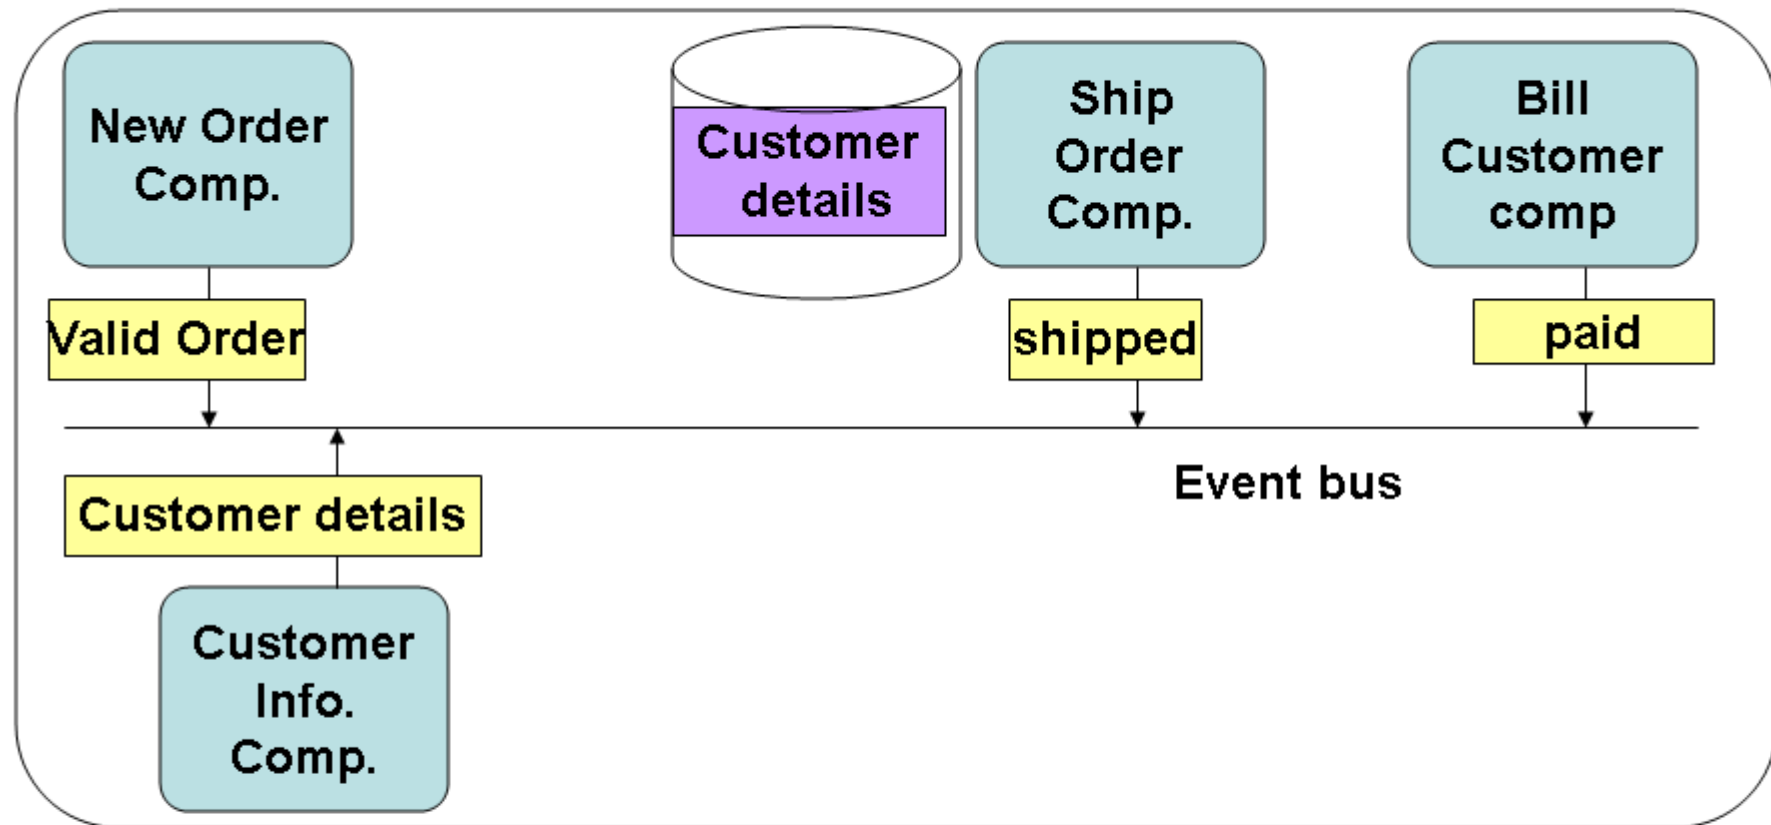 New Order
Comp.
Customer
details
Ship
Order
Comp.
Bill
Customer
comp
Valid Order
shipped
paid
Event bus
Customer details
Customer
Info.
Comp.